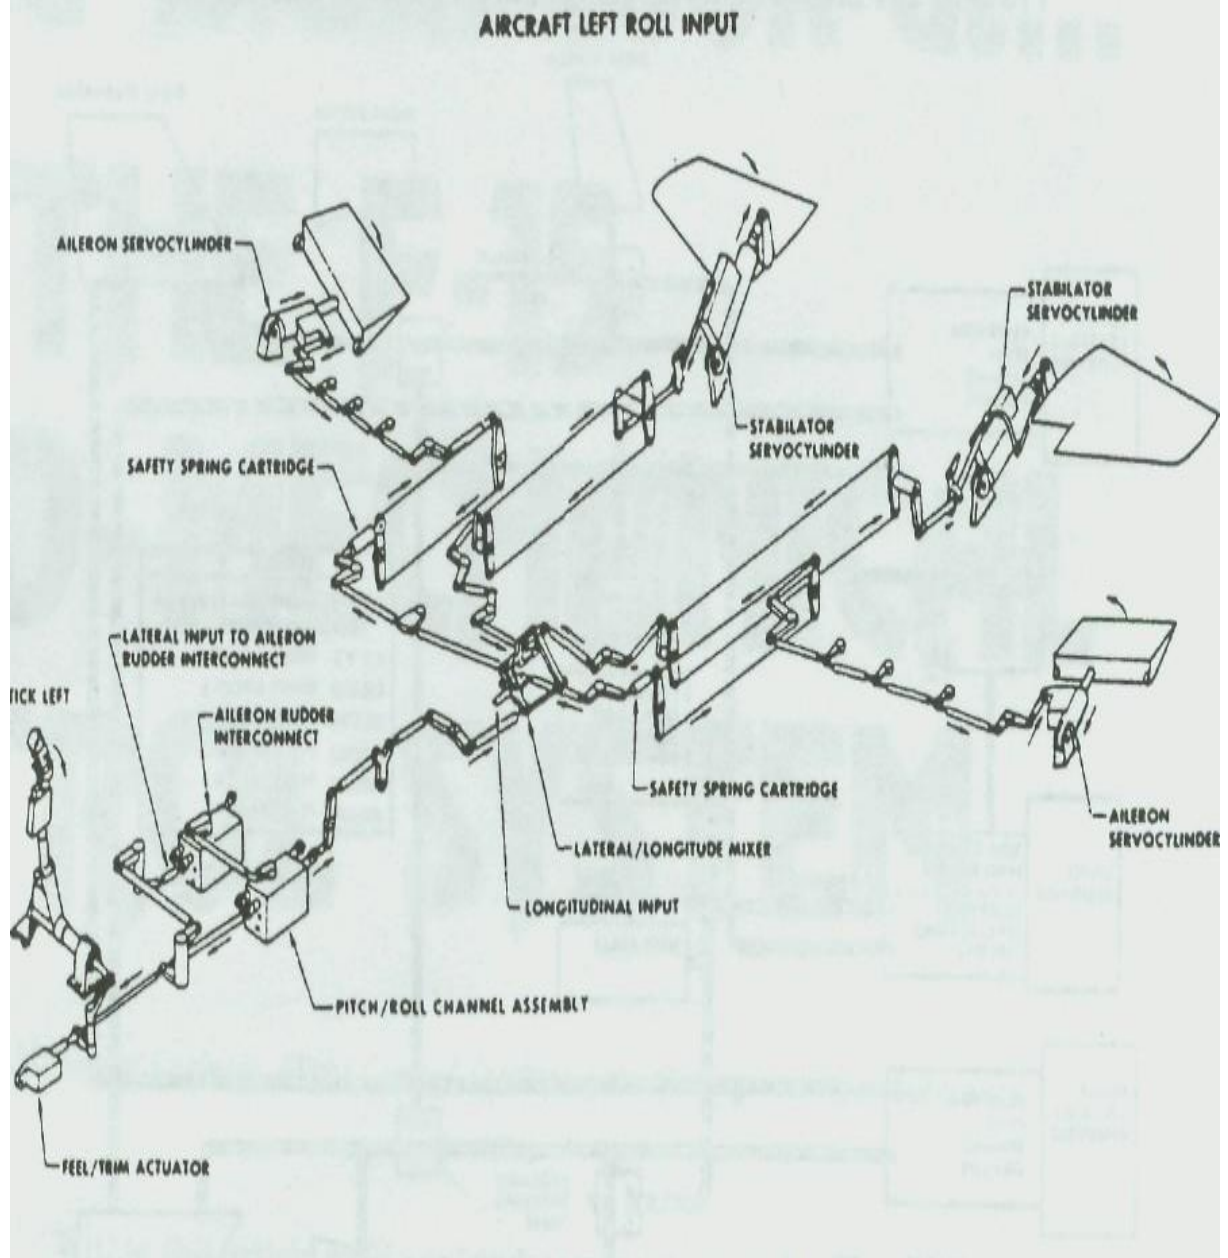 AIRCRAFT LEFT ROLL INPUT
AILERON SERVOCYLINDER
STABILATOR
SERVOCYLINDER
STABILATOR
SERVOCYLINDER
SAFETY SPRING CARTRIDGE
LATERAL INPUT TO AILERON
RUDDER INTERCONNECT
TICK LEFT
AILERON RUDDER
INTERCONNECT
SAFETY SPRING CARTRIDGE
AILERON
SERVOCYLINDER
LATERAL/LONGITUDE MIXER
LONGITUDINAL INPUT
PITCH/ROLL CHANNEL ASSEMBLY
FEEL/TRIM ACTUATOR